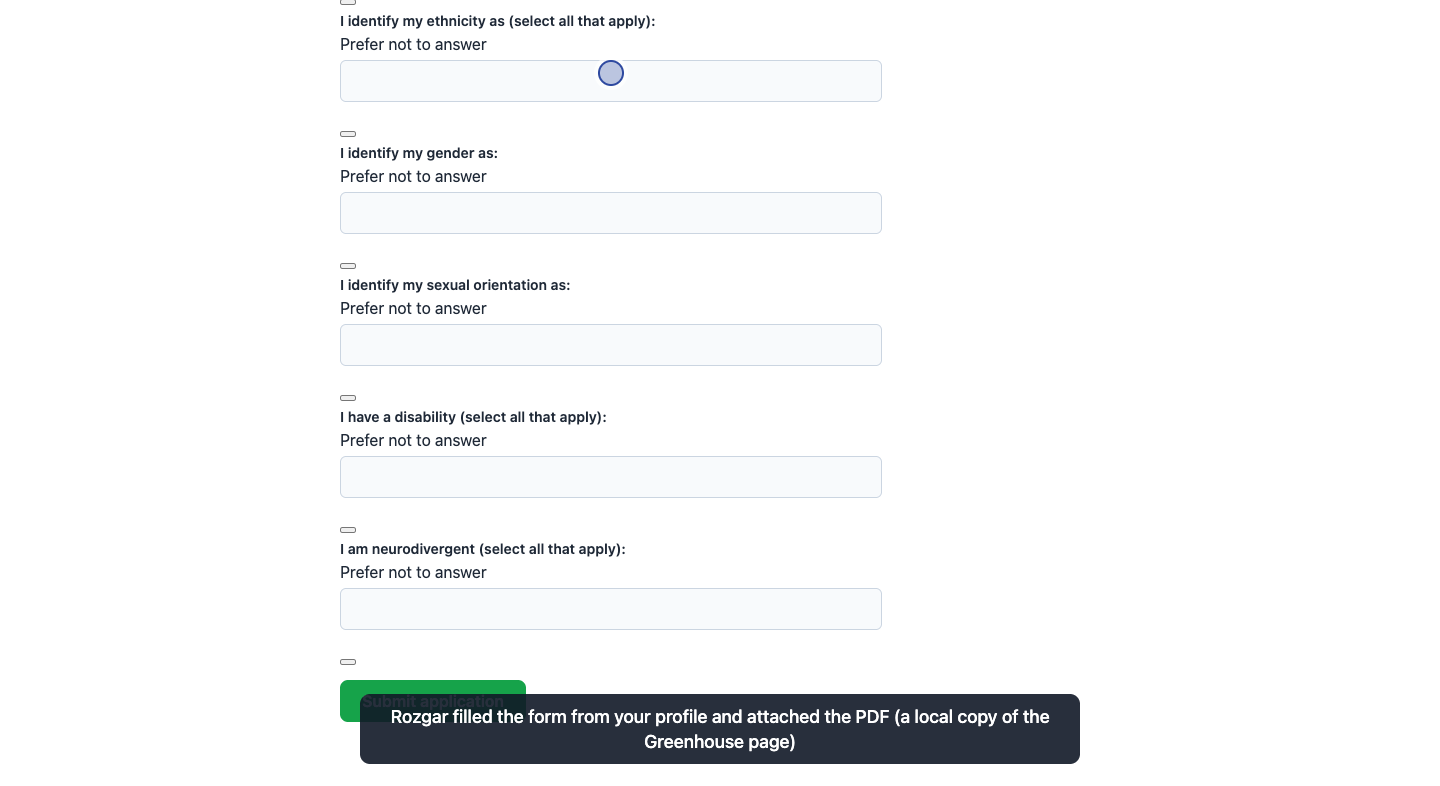 I identify my ethnicity as (select all that apply):
Prefer not to answer
I identify my gender as:
Prefer not to answer
I identify my sexual orientation as:
Prefer not to answer
I have a disability (select all that apply):
Prefer not to answer
I am neurodivergent (select all that apply):
Prefer not to answer
Submit application
Rozgar filled the form from your profile and attached the PDF (a local copy of the
Greenhouse page)